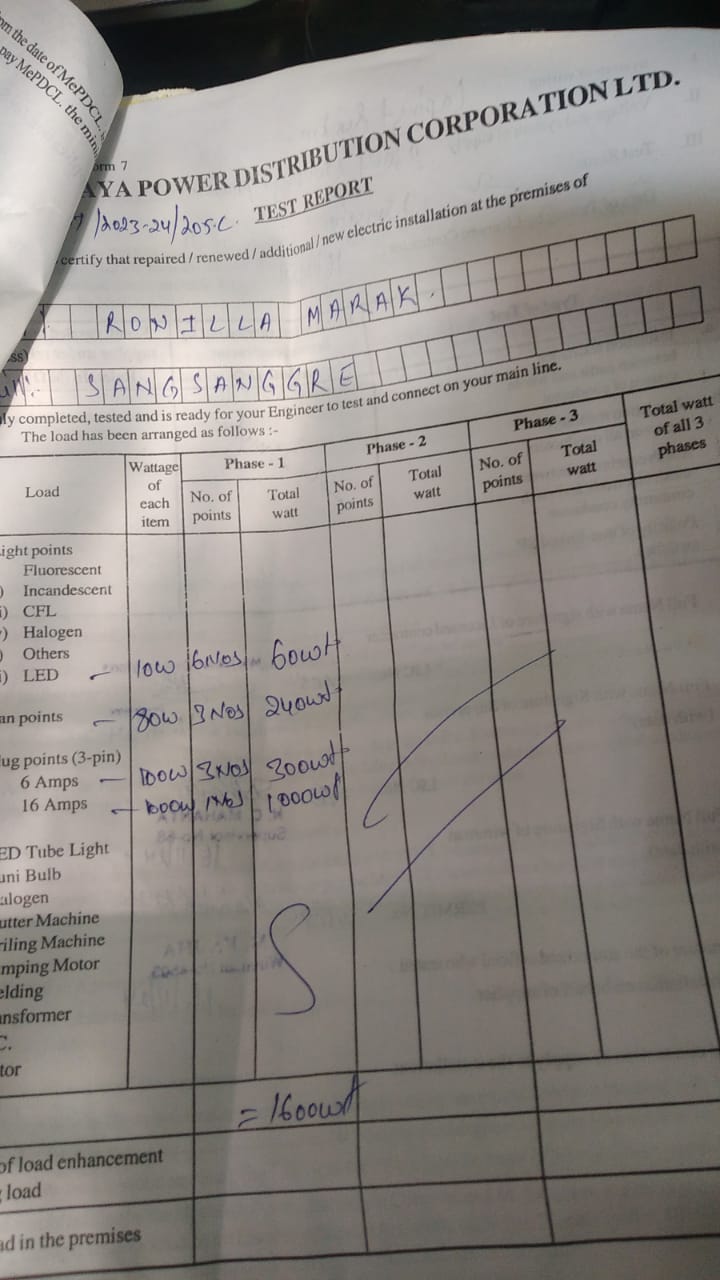 om the date of MePDCL.
pay MePDCL. the min
orm 7
AYA POWER DISTRIBUTION CORPORATION LTD.
/2023-24/205.C. TEST REPORT
certify that repaired / renewed / additional / new electric installation at the premises of
RONILLA MARAK.
ss)
SANGSANGGRE
ly completed, tested and is ready for your Engineer to test and connect on your main line.
The load has been arranged as follows :-
Load Wattage of each item Phase - 1 Phase - 2 Phase - 3 Total watt of all 3 phases
No. of points Total watt No. of points Total watt No. of points Total watt
ight points
Fluorescent
) Incandescent
i) CFL
) Halogen
) Others
i) LED 10W 6Nos 60wt
an points 80W 3Nos 240wt
ug points (3-pin)
6 Amps 100W 3Nos 300wt
16 Amps 1000W 1Nos 1000wt
ED Tube Light
uni Bulb
alogen
utter Machine
riling Machine
mping Motor
elding
ansformer
C.
tor
= 1600wt
of load enhancement
load
ad in the premises